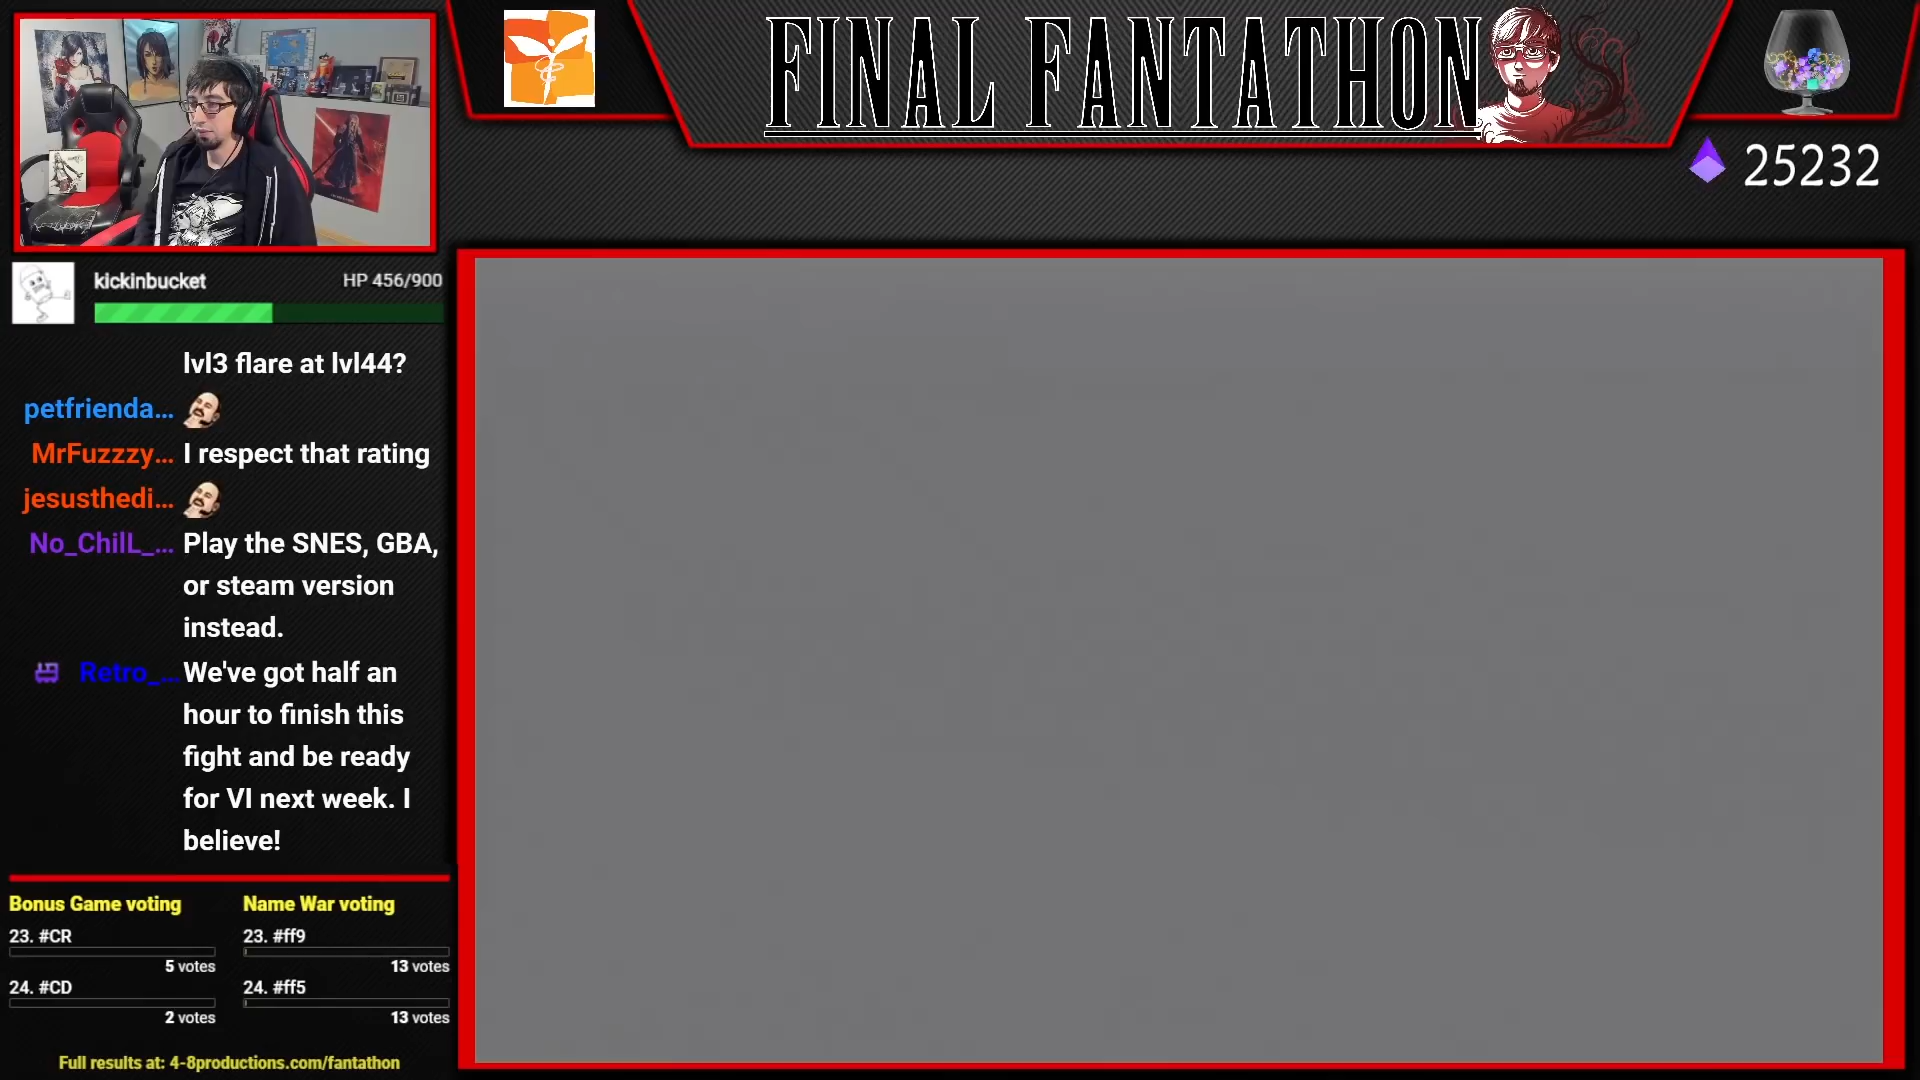 FINAL FANTATHON
25232
kickinbucket HP 456/900
lvl3 flare at lvl44?
petfrienda...
MrFuzzzy... I respect that rating
jesusthedi...
No_ChilL_... Play the SNES, GBA,
or steam version
instead.
Retro_... We've got half an
hour to finish this
fight and be ready
for VI next week. I
believe!
Bonus Game voting
23. #CR
5 votes
24. #CD
2 votes
Name War voting
23. #ff9
13 votes
24. #ff5
13 votes
Full results at: 4-8productions.com/fantathon